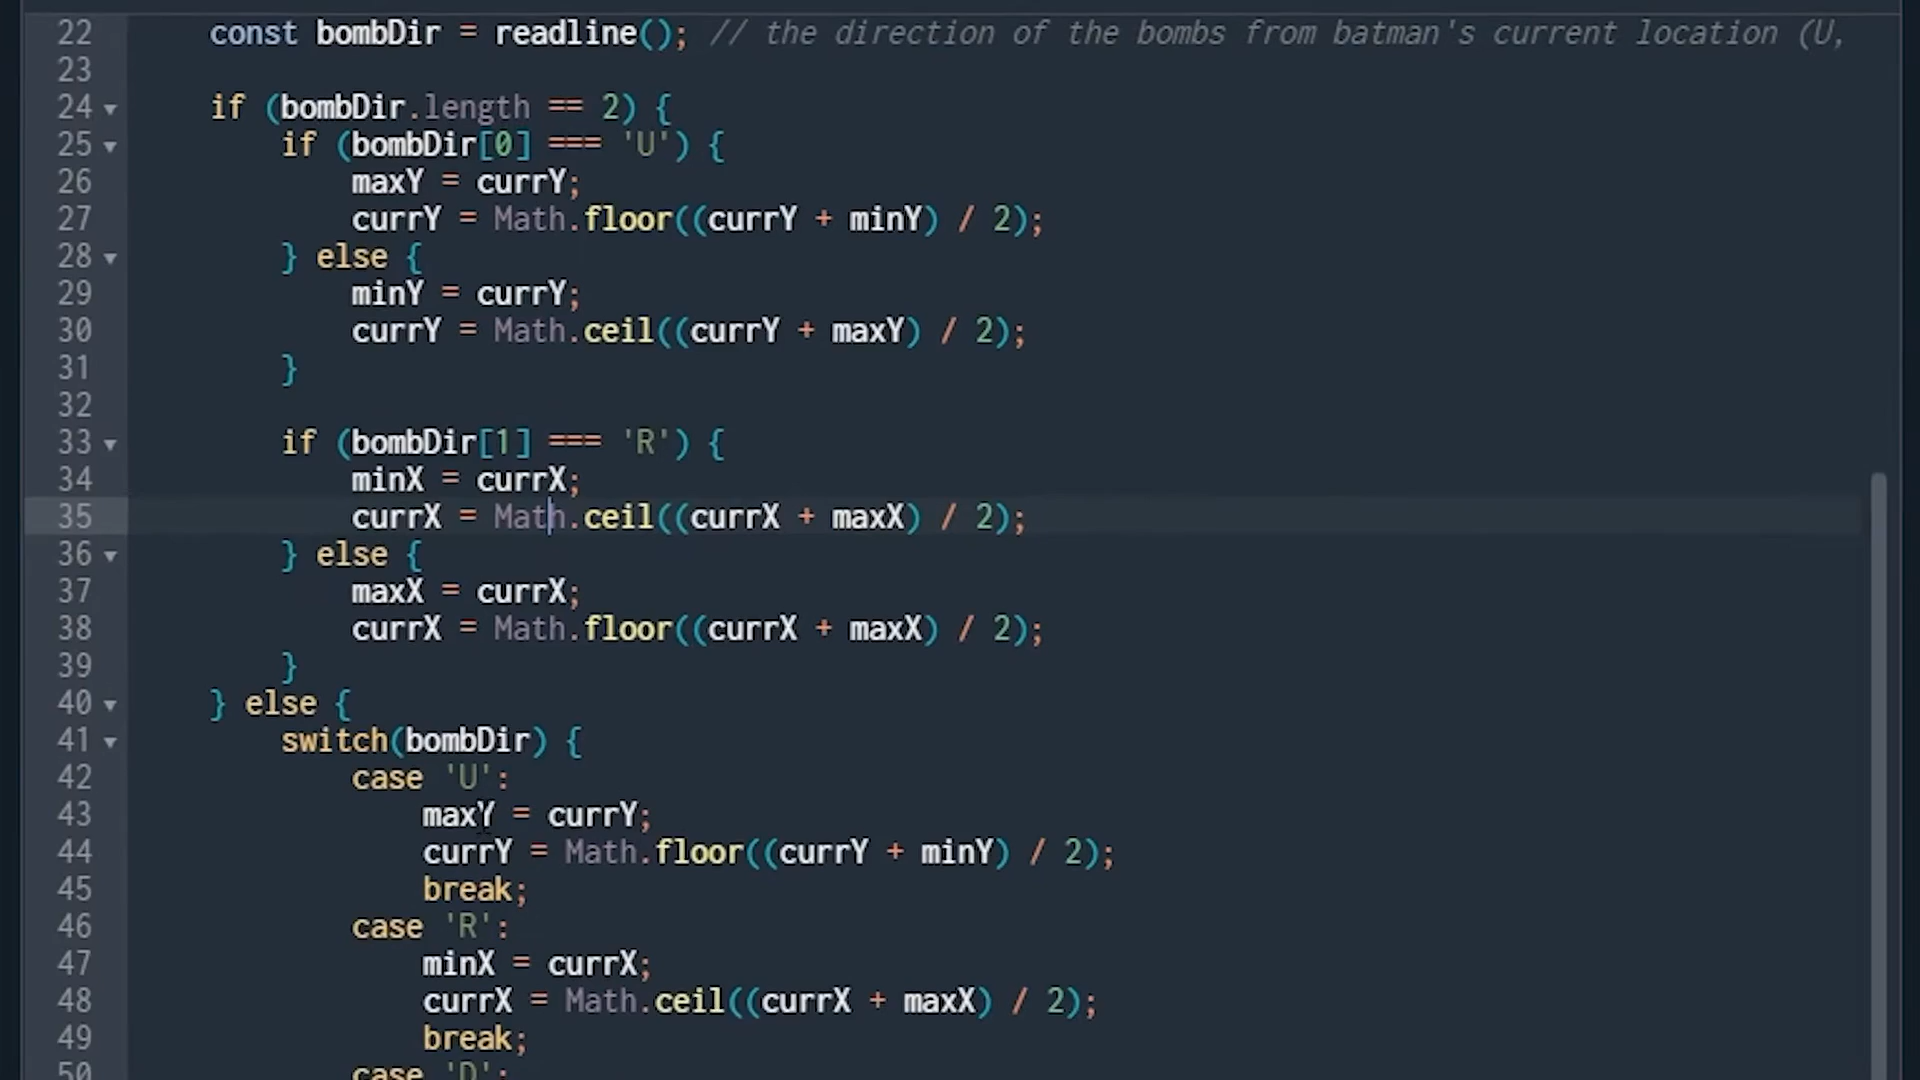 22 const bombDir = readline(); // the direction of the bombs from batman's current location (U,
23
24 if (bombDir.length == 2) {
25 if (bombDir[0] === 'U') {
26 maxY = currY;
27 currY = Math.floor((currY + minY) / 2);
28 } else {
29 minY = currY;
30 currY = Math.ceil((currY + maxY) / 2);
31 }
32
33 if (bombDir[1] === 'R') {
34 minX = currX;
35 currX = Math.ceil((currX + maxX) / 2);
36 } else {
37 maxX = currX;
38 currX = Math.floor((currX + maxX) / 2);
39 }
40 } else {
41 switch(bombDir) {
42 case 'U':
43 maxY = currY;
44 currY = Math.floor((currY + minY) / 2);
45 break;
46 case 'R':
47 minX = currX;
48 currX = Math.ceil((currX + maxX) / 2);
49 break;
50 case 'D':